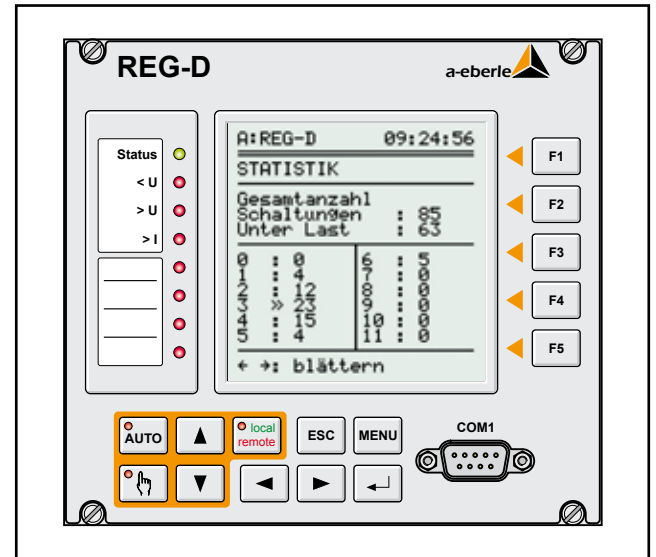 REG-D
a-eberle
Status
< U
> U
> I
A:REG-D 09:24:56
STATISTIK
Gesamtanzahl
Schaltungen : 85
Unter Last : 63
0 : 0
1 : 4
2 : 12
3 » 23
4 : 15
5 : 4
6 : 5
7 : 0
8 : 0
9 : 0
10 : 0
11 : 0
← →: blättern
F1
F2
F3
F4
F5
AUTO
local
remote
ESC
MENU
COM1